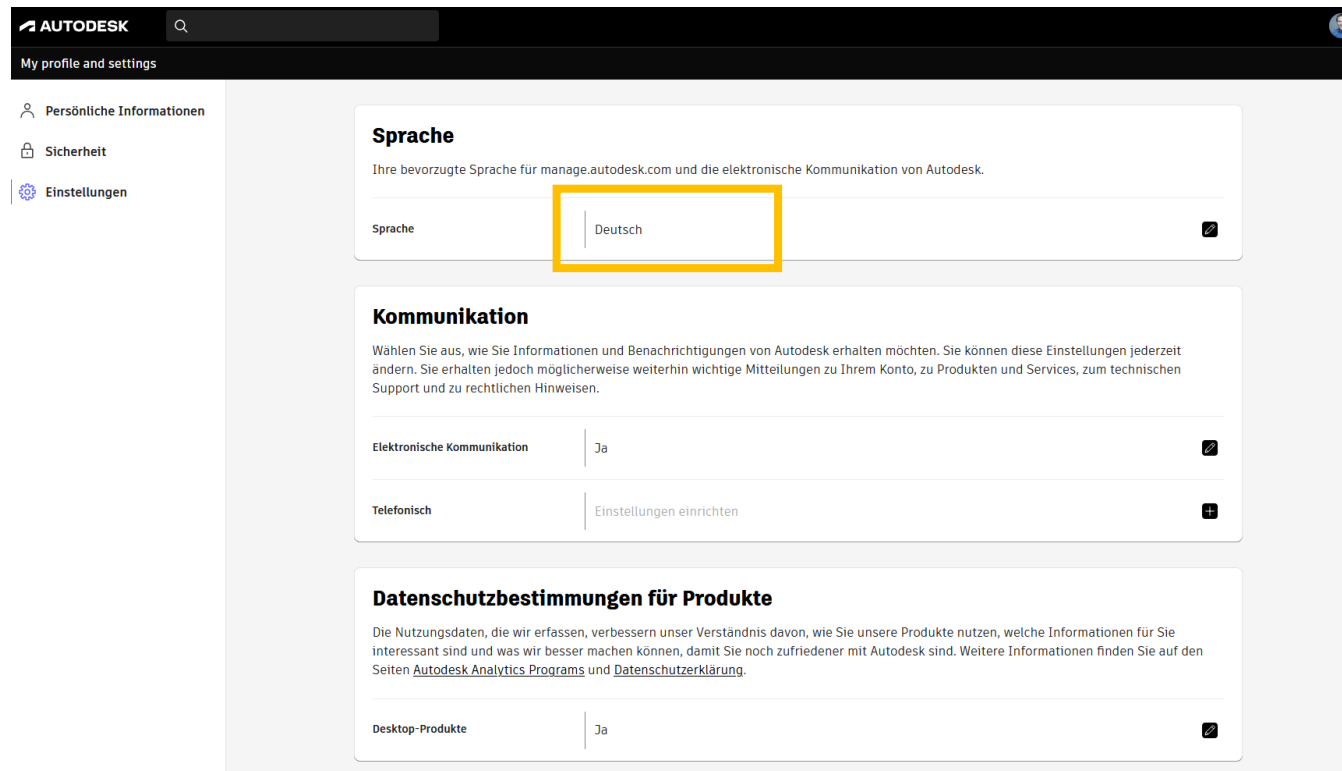 AUTODESK
My profile and settings
Persönliche Informationen
Sicherheit
Einstellungen
Sprache
Ihre bevorzugte Sprache für manage.autodesk.com und die elektronische Kommunikation von Autodesk.
Sprache
Deutsch
Kommunikation
Wählen Sie aus, wie Sie Informationen und Benachrichtigungen von Autodesk erhalten möchten. Sie können diese Einstellungen jederzeit
ändern. Sie erhalten jedoch möglicherweise weiterhin wichtige Mitteilungen zu Ihrem Konto, zu Produkten und Services, zum technischen
Support und zu rechtlichen Hinweisen.
Elektronische Kommunikation
Ja
Telefonisch
Einstellungen einrichten
Datenschutzbestimmungen für Produkte
Die Nutzungsdaten, die wir erfassen, verbessern unser Verständnis davon, wie Sie unsere Produkte nutzen, welche Informationen für Sie
interessant sind und was wir besser machen können, damit Sie noch zufriedener mit Autodesk sind. Weitere Informationen finden Sie auf den
Seiten Autodesk Analytics Programs und Datenschutzerklärung.
Desktop-Produkte
Ja